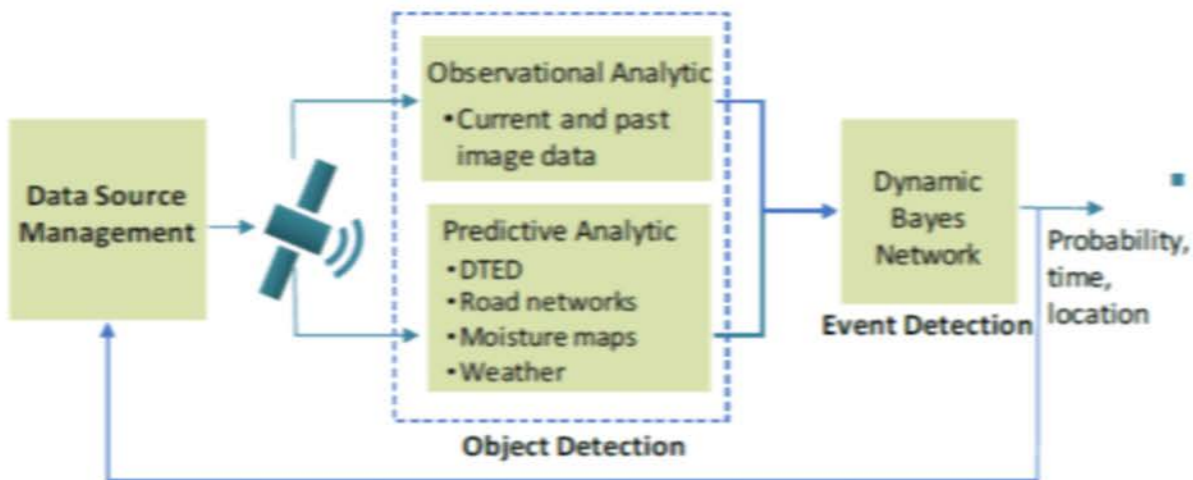 Data Source
Management
Observational Analytic
•Current and past
image data
Predictive Analytic
•DTED
•Road networks
•Moisture maps
•Weather
Object Detection
Dynamic
Bayes
Network
Event Detection
Probability,
time,
location